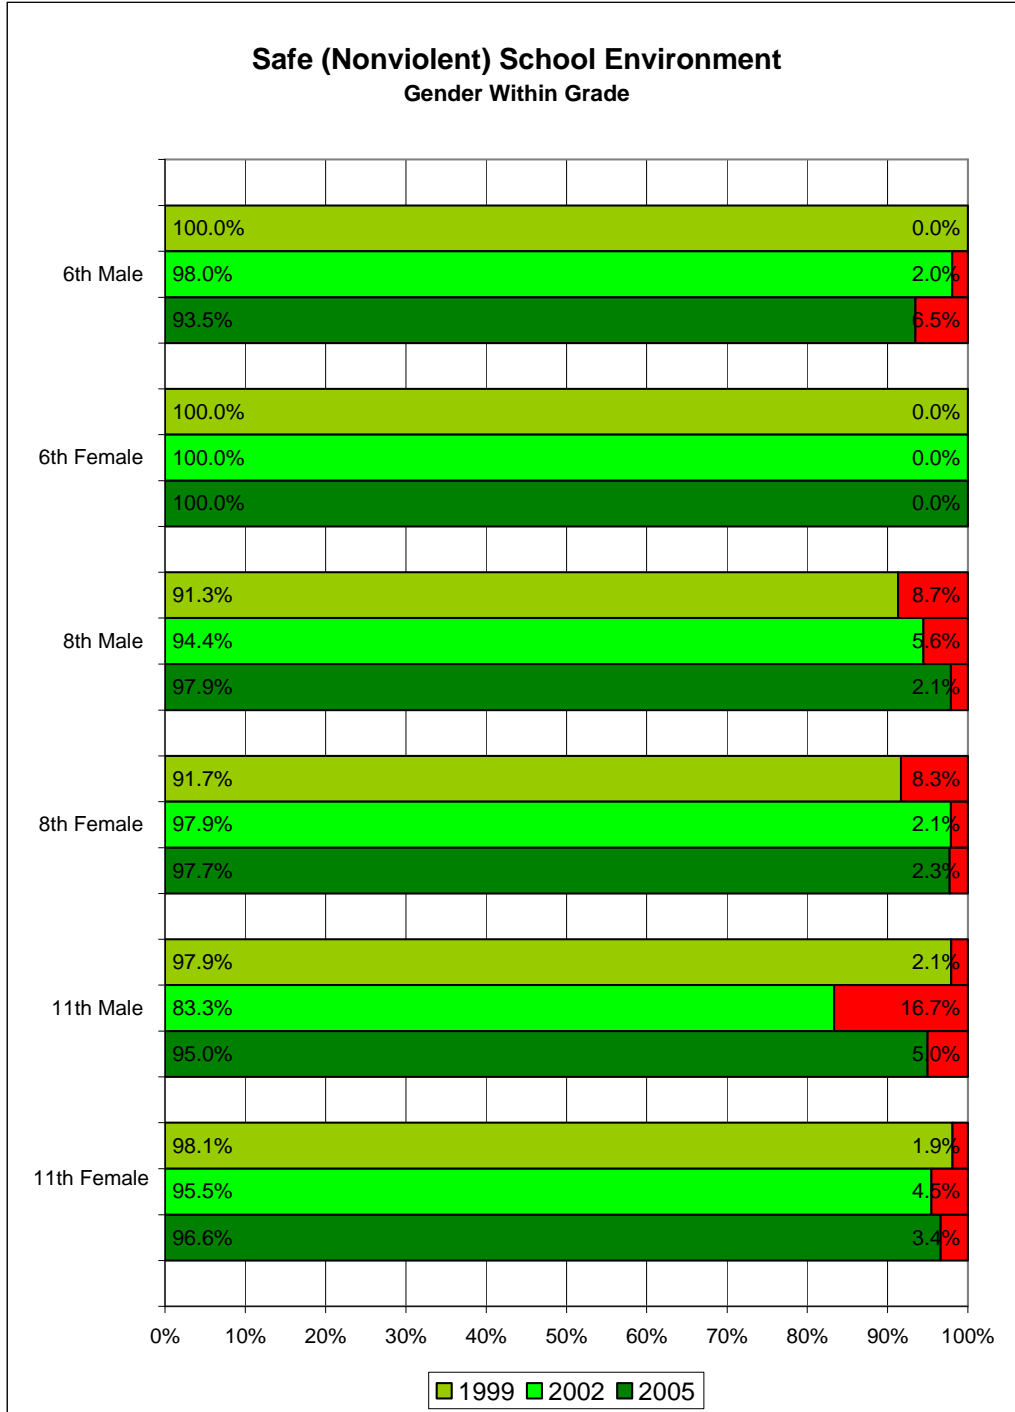 Safe (Nonviolent) School Environment
Gender Within Grade
100.0% 0.0%
6th Male 98.0% 2.0%
93.5% 6.5%
100.0% 0.0%
6th Female 100.0% 0.0%
100.0% 0.0%
91.3% 8.7%
8th Male 94.4% 5.6%
97.9% 2.1%
91.7% 8.3%
8th Female 97.9% 2.1%
97.7% 2.3%
97.9% 2.1%
11th Male 83.3% 16.7%
95.0% 5.0%
98.1% 1.9%
11th Female 95.5% 4.5%
96.6% 3.4%
0% 10% 20% 30% 40% 50% 60% 70% 80% 90% 100%
1999 2002 2005